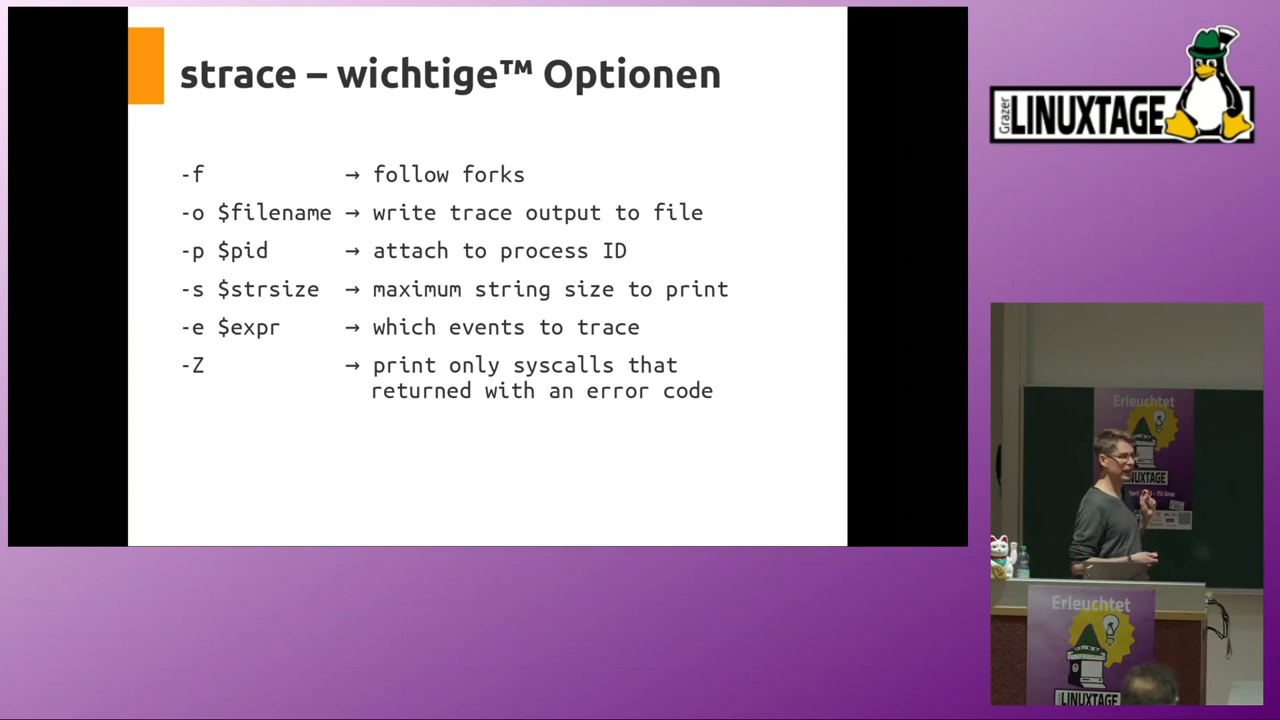 strace – wichtige™ Optionen
-f → follow forks
-o $filename → write trace output to file
-p $pid → attach to process ID
-s $strsize → maximum string size to print
-e $expr → which events to trace
-Z → print only syscalls that
returned with an error code
Grazer
LINUXTAGE
Erleuchtet
LINUXTAGE
Erleuchtet
LINUXTAGE